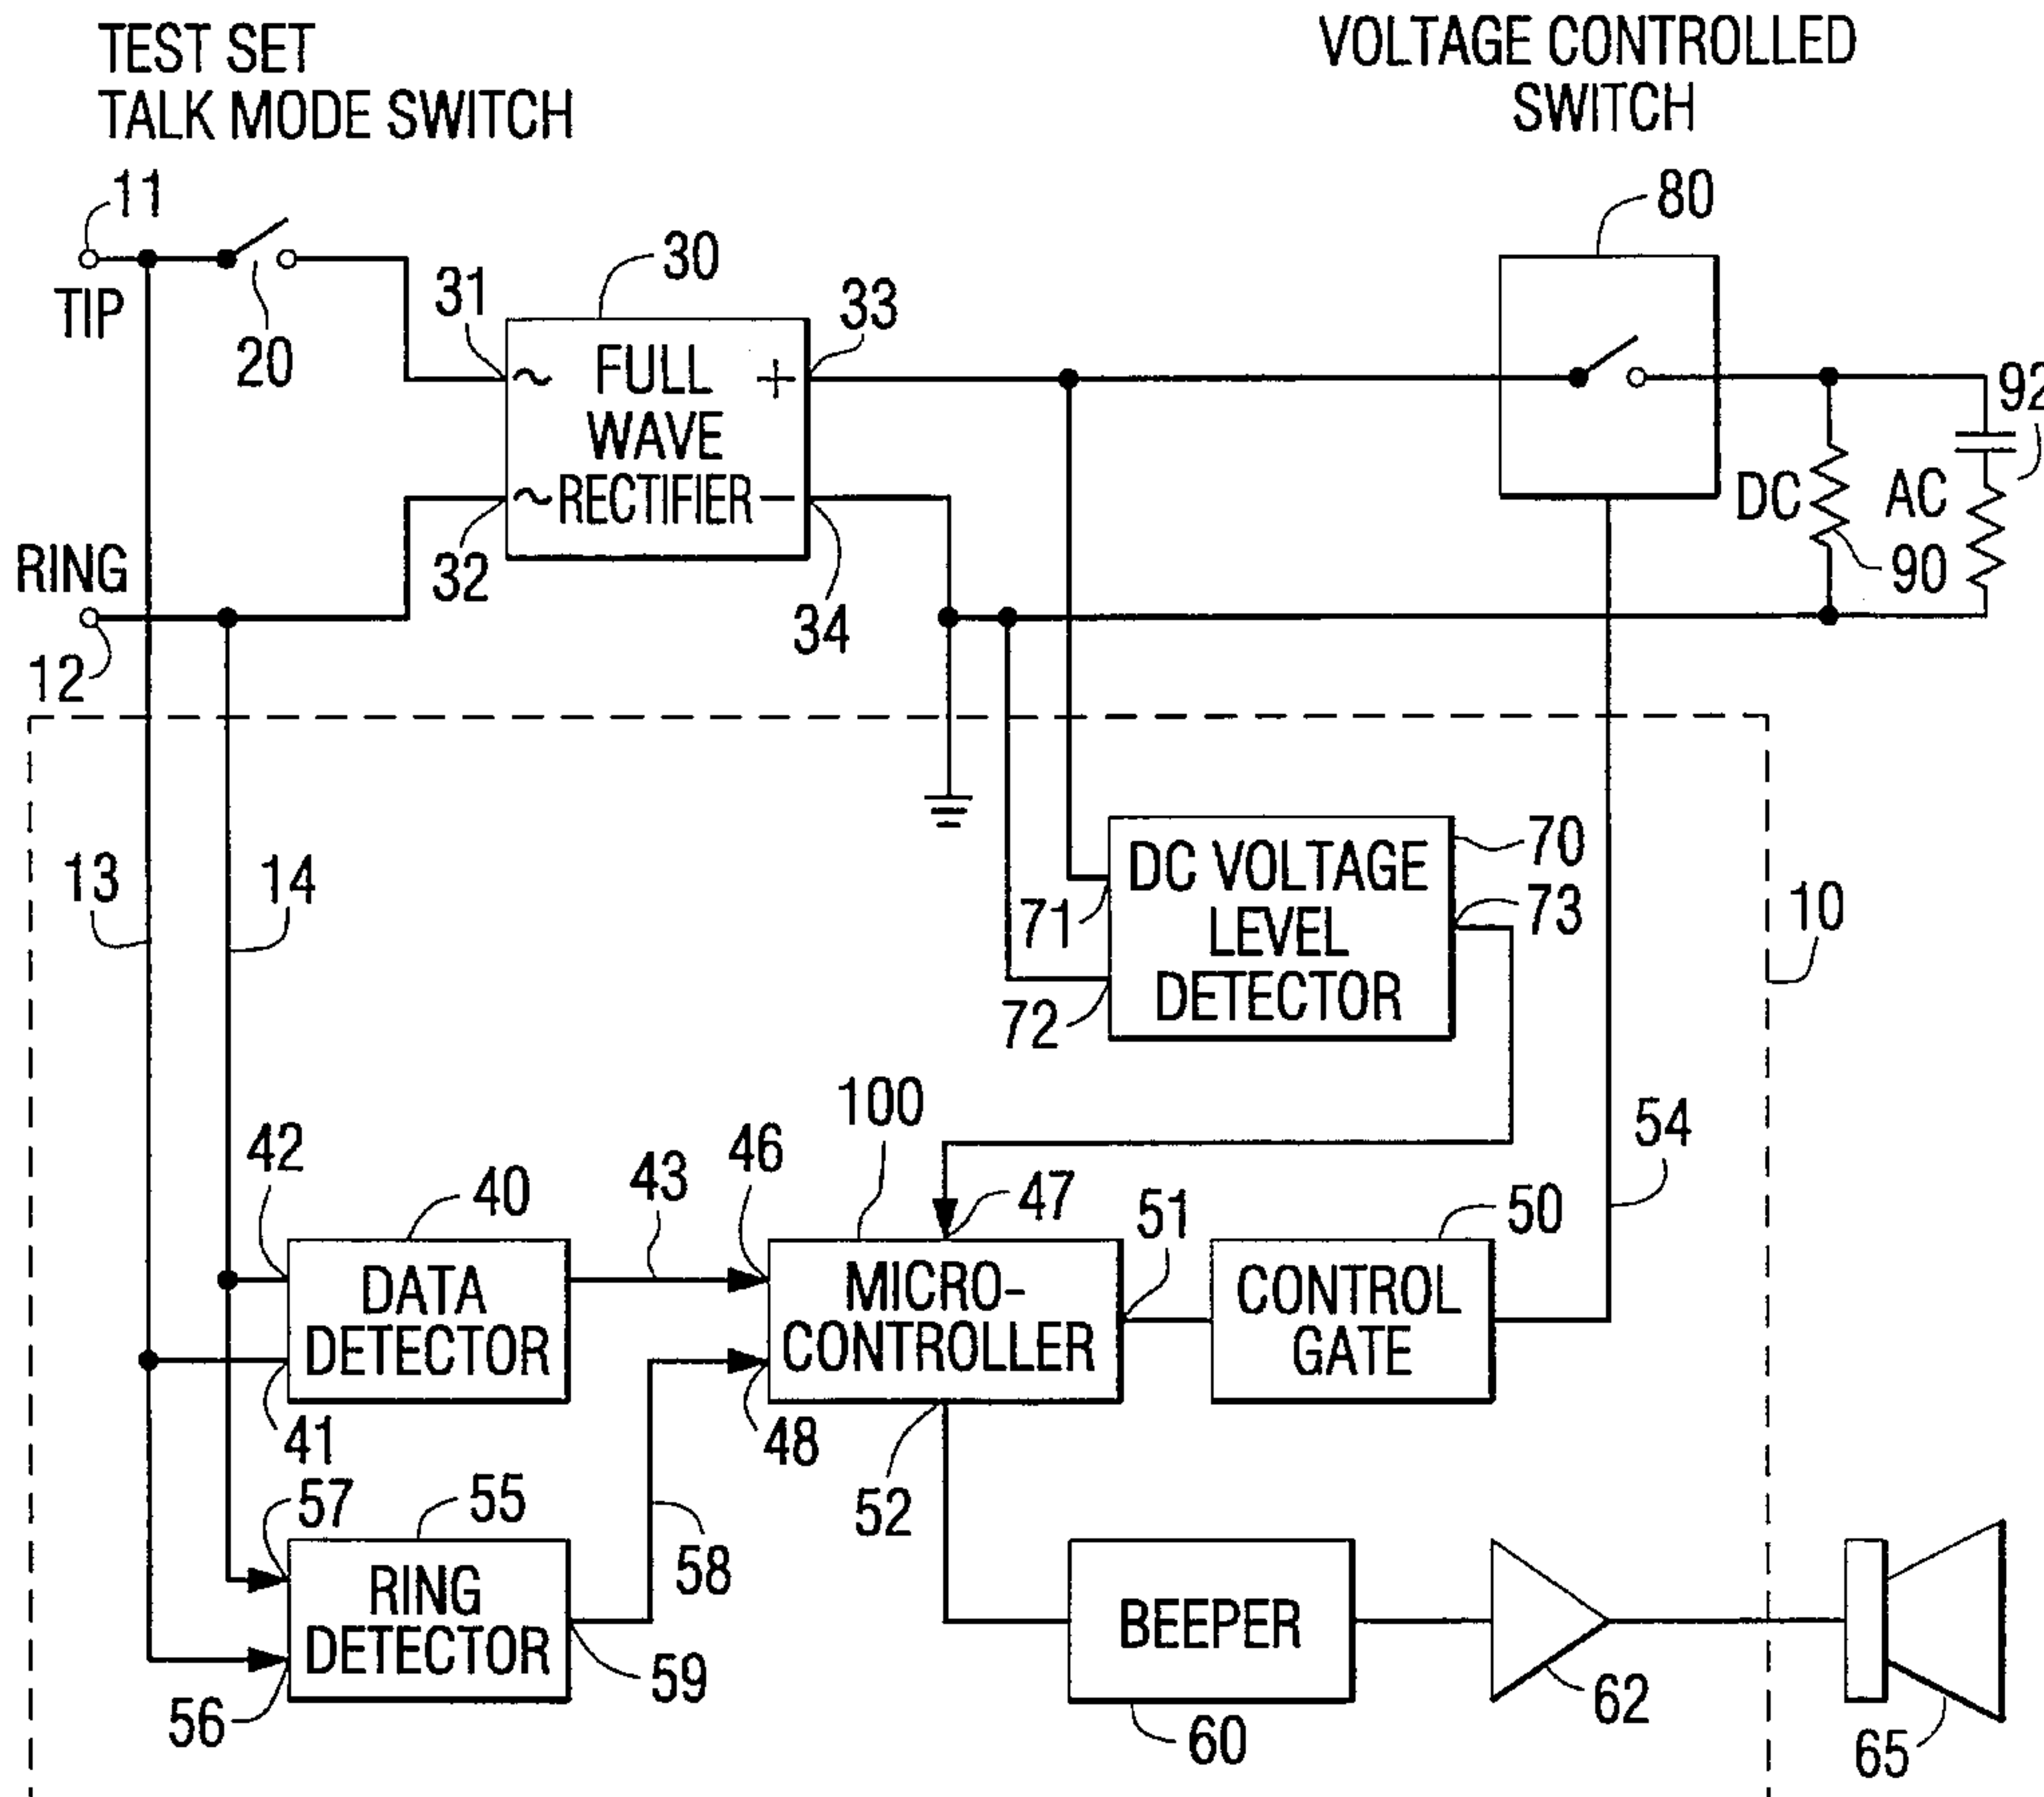 TEST SET
TALK MODE SWITCH
VOLTAGE CONTROLLED
SWITCH
11
TIP
20
31
30
33
80
~ FULL +
WAVE
~ RECTIFIER −
92
DC
AC
90
RING
12
32
34
13
14
71
72
DC VOLTAGE
LEVEL
DETECTOR
70
73
10
42
40
43
46
100
47
51
50
54
DATA
DETECTOR
MICRO-
CONTROLLER
CONTROL
GATE
41
48
57
55
58
52
RING
DETECTOR
BEEPER
56
59
60
62
65